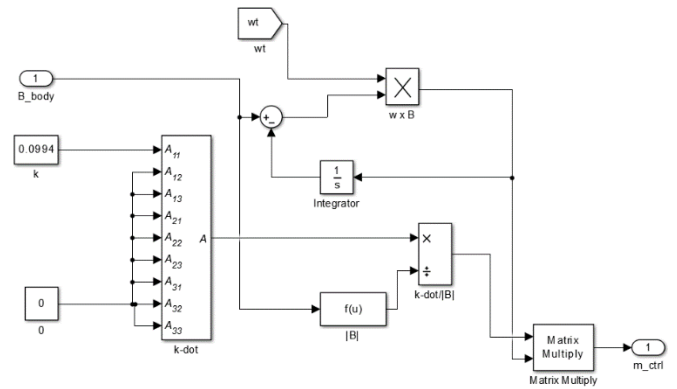 wt
wt
1
B_body
+
−
w x B
0.0994
k
A11
A12
A13
A21
A22
A23
A31
A32
A33
A
k-dot
1
s
Integrator
×
÷
k-dot/|B|
0
0
f(u)
|B|
Matrix
Multiply
Matrix Multiply
1
m_ctrl